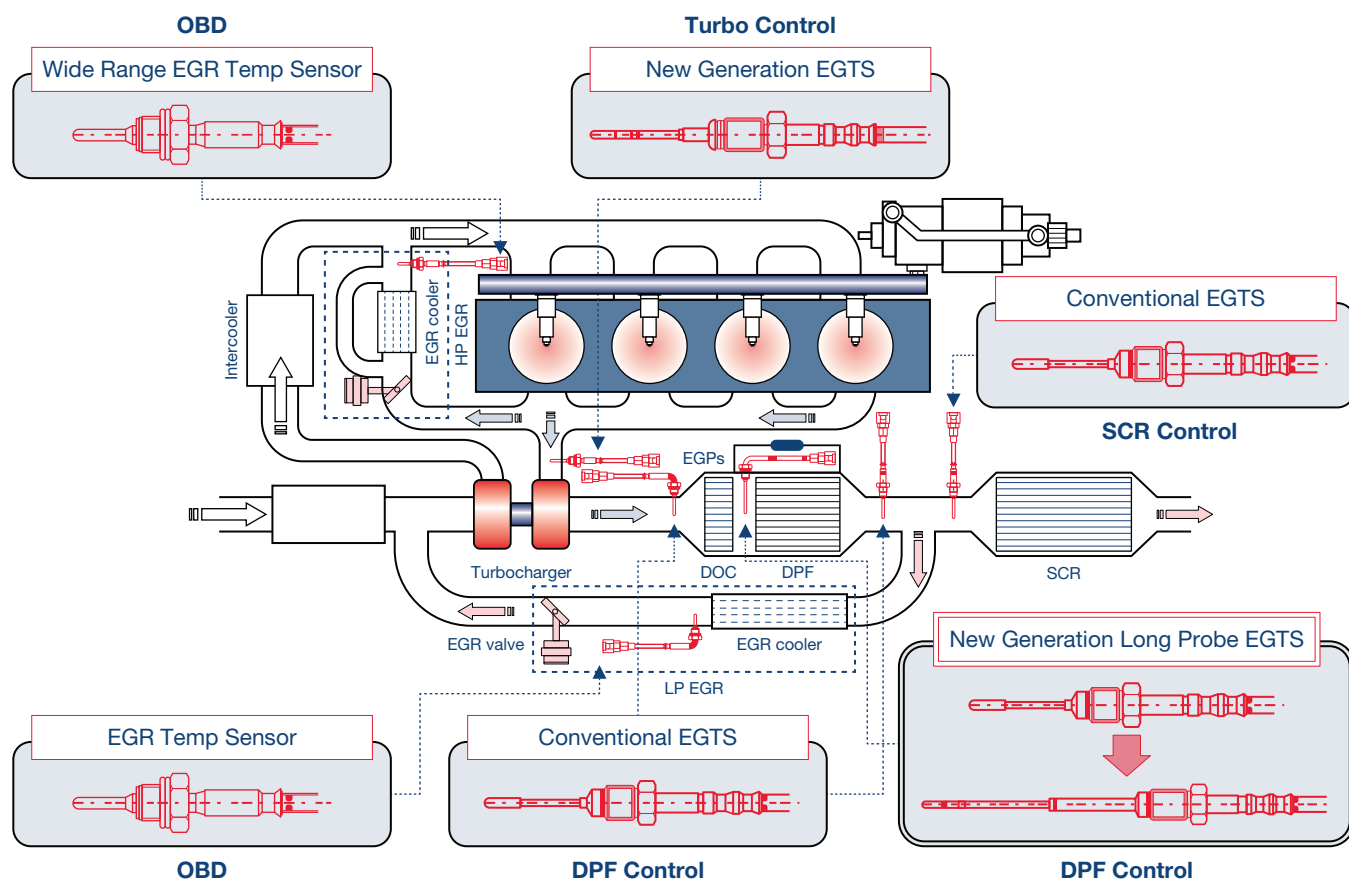 OBD
Turbo Control
Wide Range EGR Temp Sensor
New Generation EGTS
Intercooler
EGR cooler
HP EGR
Conventional EGTS
SCR Control
EGPs
Turbocharger
DOC
DPF
SCR
EGR valve
EGR cooler
LP EGR
New Generation Long Probe EGTS
EGR Temp Sensor
Conventional EGTS
OBD
DPF Control
DPF Control